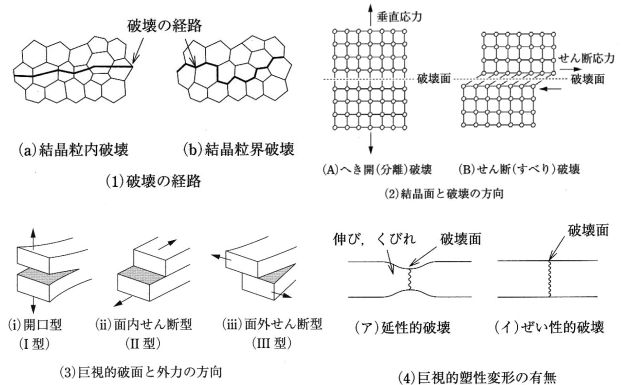 破壊の経路
(a)結晶粒内破壊
(b)結晶粒界破壊
(1)破壊の経路
垂直応力
破壊面
せん断応力
破壊面
(A)へき開(分離)破壊
(B)せん断(すべり)破壊
(2)結晶面と破壊の方向
(i)開口型
(I型)
(ii)面内せん断型
(II型)
(iii)面外せん断型
(III型)
(3)巨視的破面と外力の方向
伸び，くびれ
破壊面
破壊面
(ア)延性的破壊
(イ)ぜい性的破壊
(4)巨視的塑性変形の有無